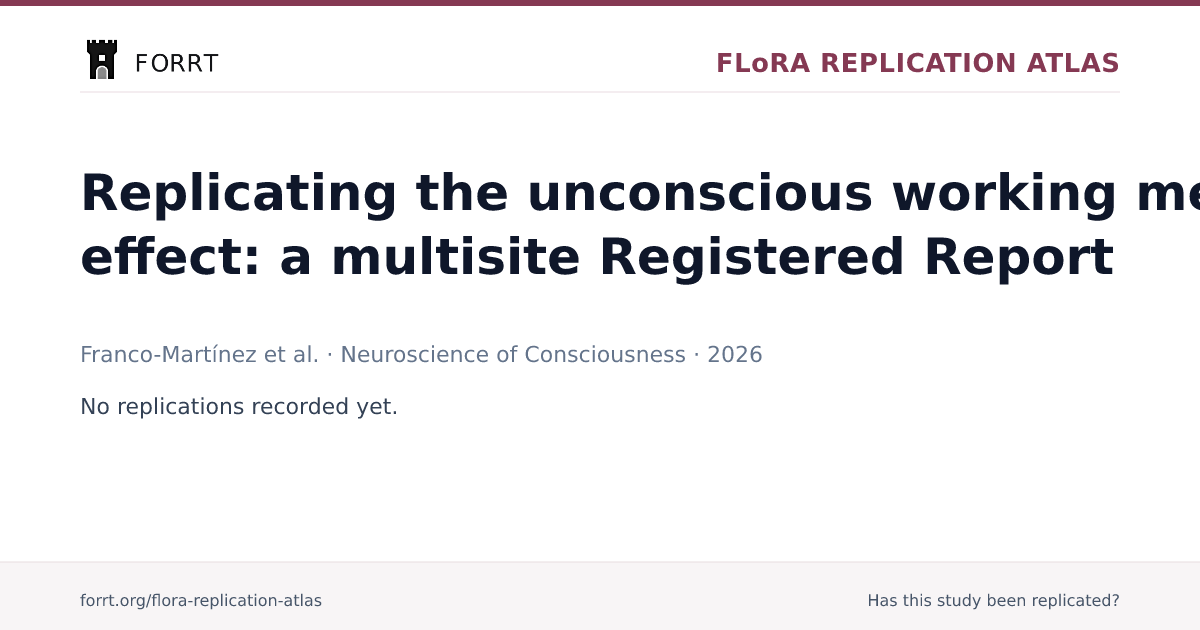 FORRT
FLoRA REPLICATION ATLAS
Replicating the unconscious working
effect: a multisite Registered Report
Franco-Martínez et al. · Neuroscience of Consciousness · 2026
No replications recorded yet.
forrt.org/flora-replication-atlas
Has this study been replicated?